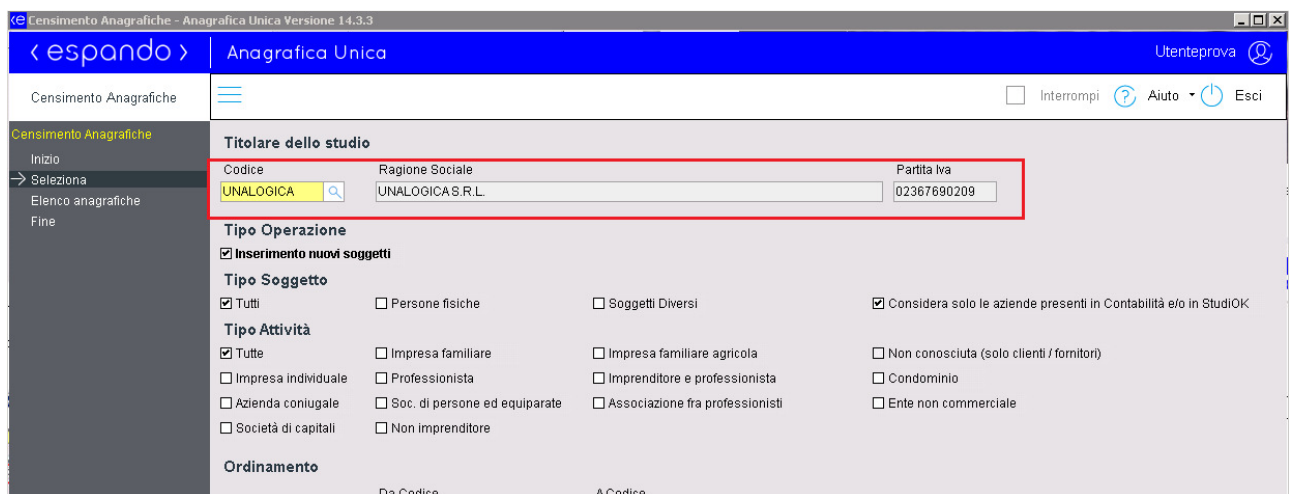 Censimento Anagrafiche - Anagrafica Unica Versione 14.3.3
‹espando› Anagrafica Unica Utenteprova
Censimento Anagrafiche Interrompi ? Aiuto Esci
Censimento Anagrafiche
Inizio
Seleziona
Elenco anagrafiche
Fine
Titolare dello studio
Codice Ragione Sociale Partita Iva
UNALOGICA UNALOGICA S.R.L. 02367690209
Tipo Operazione
Inserimento nuovi soggetti
Tipo Soggetto
Tutti Persone fisiche Soggetti Diversi Considera solo le aziende presenti in Contabilità e/o in StudiOK
Tipo Attività
Tutte Impresa familiare Impresa familiare agricola Non conosciuta (solo clienti / fornitori)
Impresa individuale Professionista Imprenditore e professionista Condominio
Azienda coniugale Soc. di persone ed equiparate Associazione fra professionisti Ente non commerciale
Società di capitali Non imprenditore
Ordinamento
Da Codice A Codice